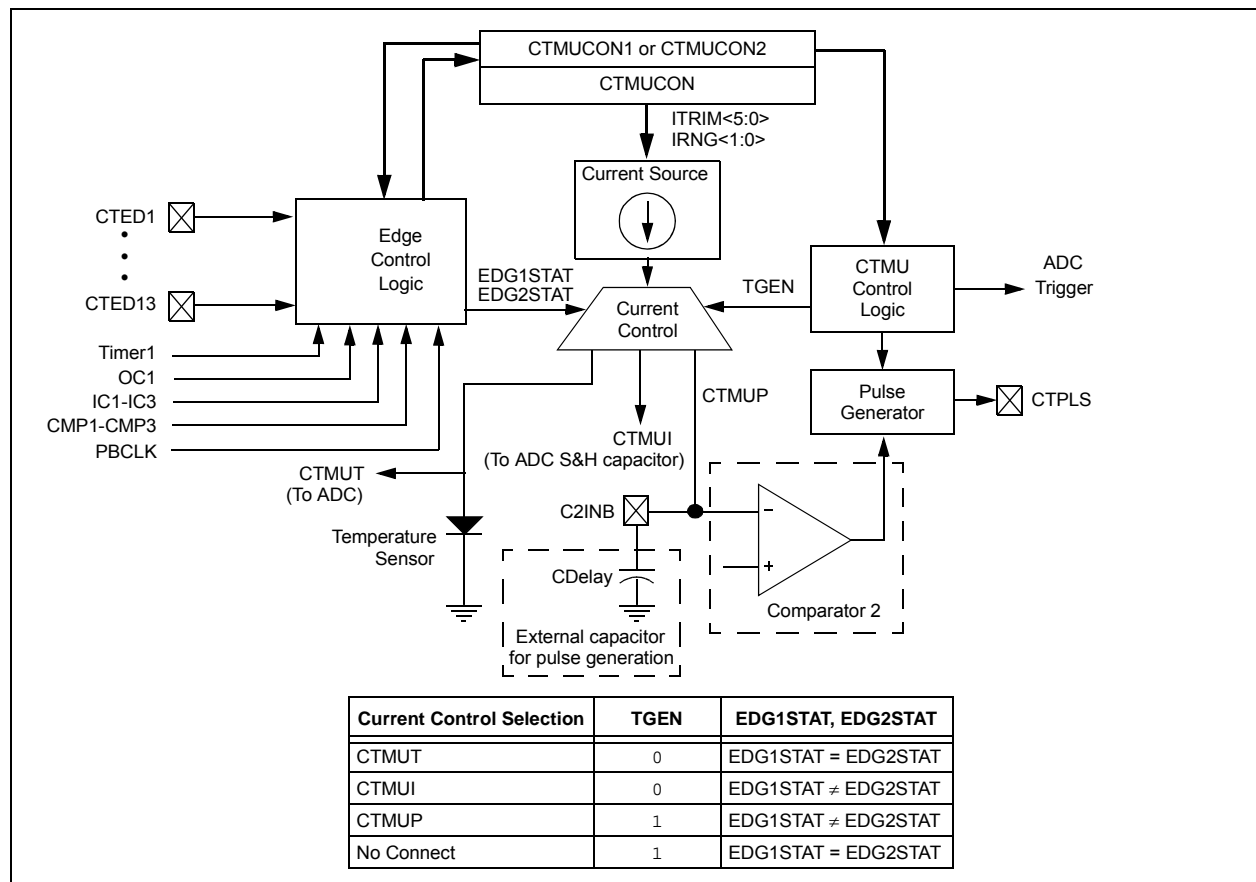 CTMUCON1 or CTMUCON2
CTMUCON
ITRIM<5:0>
IRNG<1:0>
Current Source
CTED1
•
•
•
CTED13
Edge
Control
Logic
EDG1STAT
EDG2STAT
Current
Control
TGEN
CTMU
Control
Logic
ADC
Trigger
Timer1
OC1
IC1-IC3
CMP1-CMP3
PBCLK
CTMUT
(To ADC)
CTMUI
(To ADC S&H capacitor)
CTMUP
Pulse
Generator
CTPLS
C2INB
Temperature
Sensor
CDelay
External capacitor
for pulse generation
−
+
Comparator 2
Current Control Selection TGEN EDG1STAT, EDG2STAT
CTMUT 0 EDG1STAT = EDG2STAT
CTMUI 0 EDG1STAT ≠ EDG2STAT
CTMUP 1 EDG1STAT ≠ EDG2STAT
No Connect 1 EDG1STAT = EDG2STAT